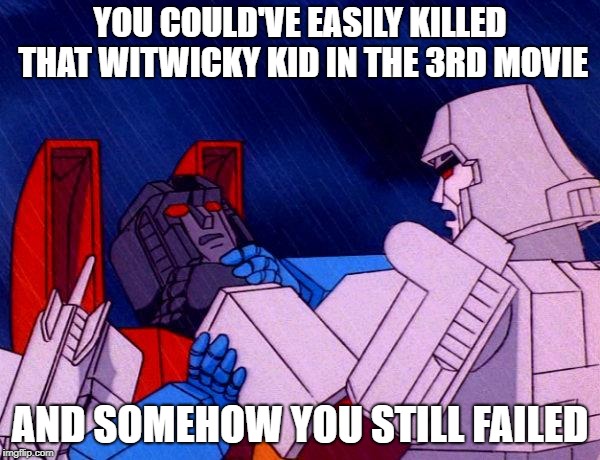 YOU COULD'VE EASILY KILLED
THAT WITWICKY KID IN THE 3RD MOVIE
AND SOMEHOW YOU STILL FAILED
imgflip.com